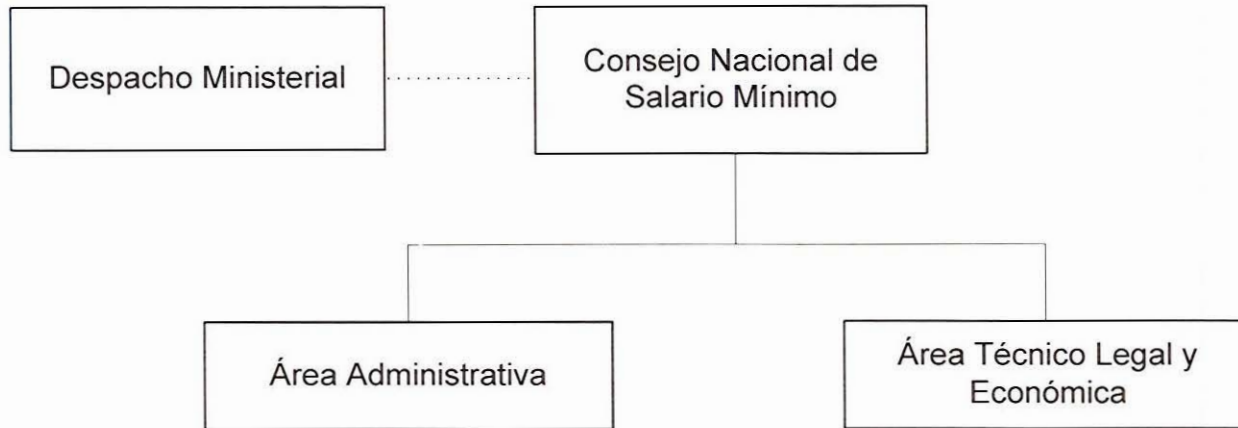 Despacho Ministerial
Consejo Nacional de
Salario Mínimo
Área Administrativa
Área Técnico Legal y
Económica